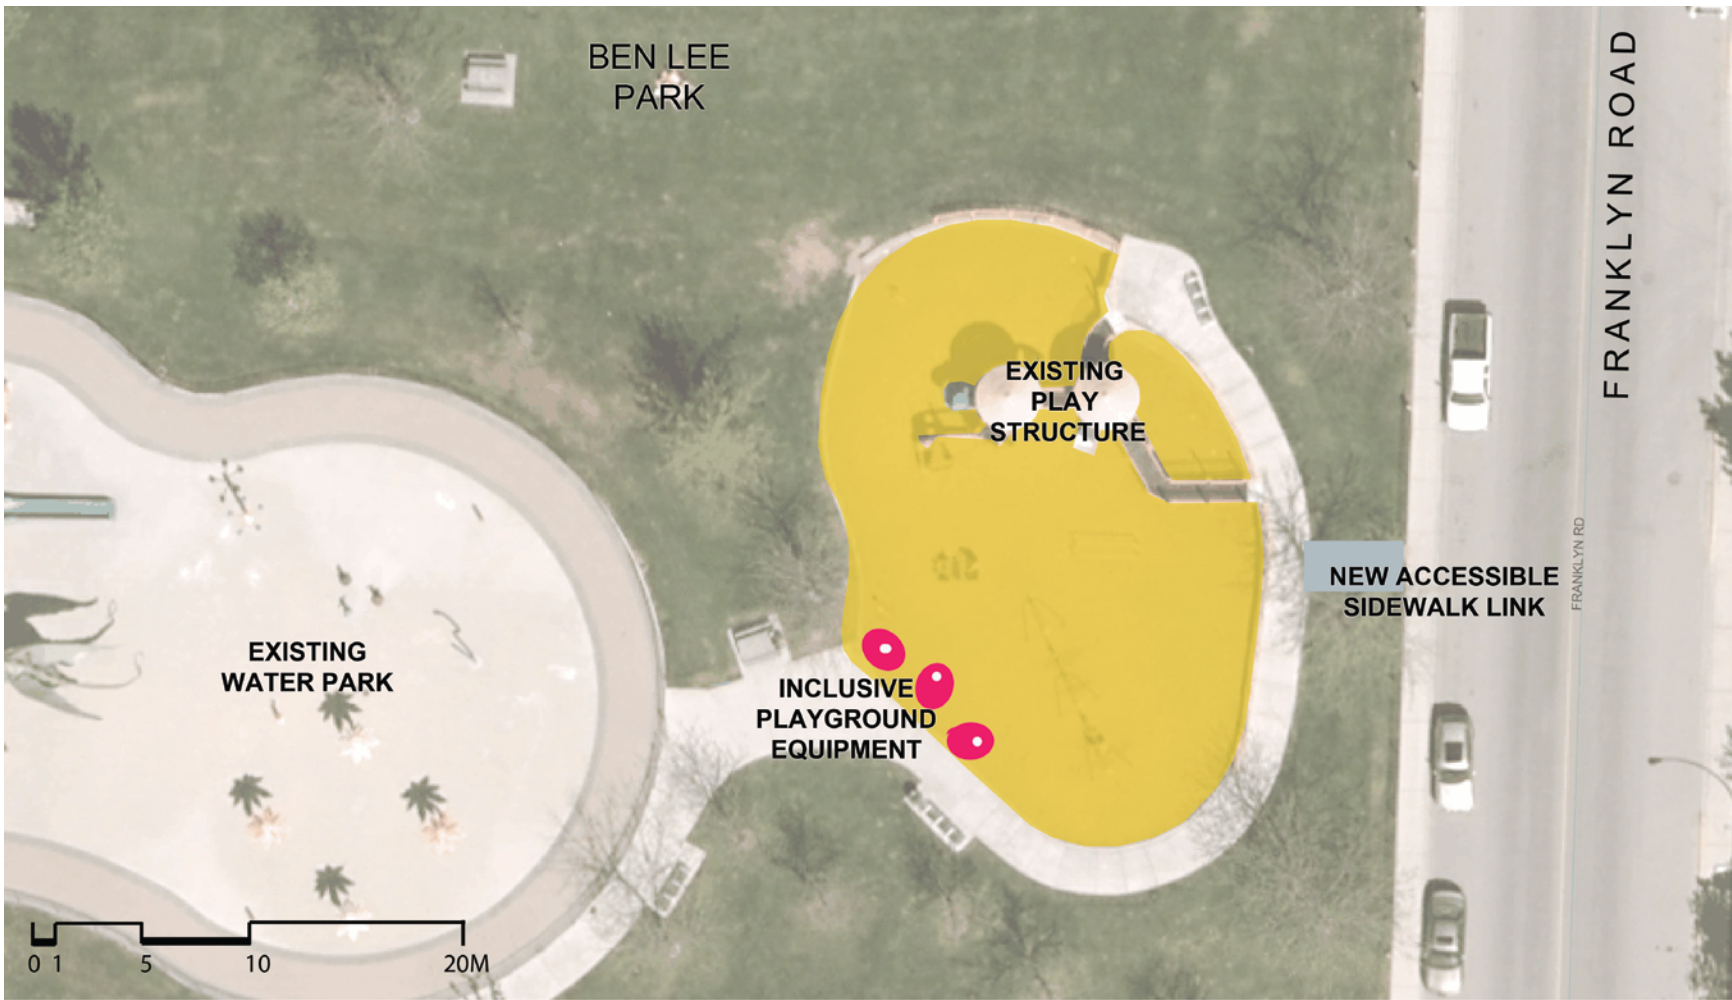 BEN LEE
PARK
FRANKLYN ROAD
EXISTING
PLAY
STRUCTURE
FRANKLYN RD
NEW ACCESSIBLE
SIDEWALK LINK
EXISTING
WATER PARK
INCLUSIVE
PLAYGROUND
EQUIPMENT
0 1 5 10 20M